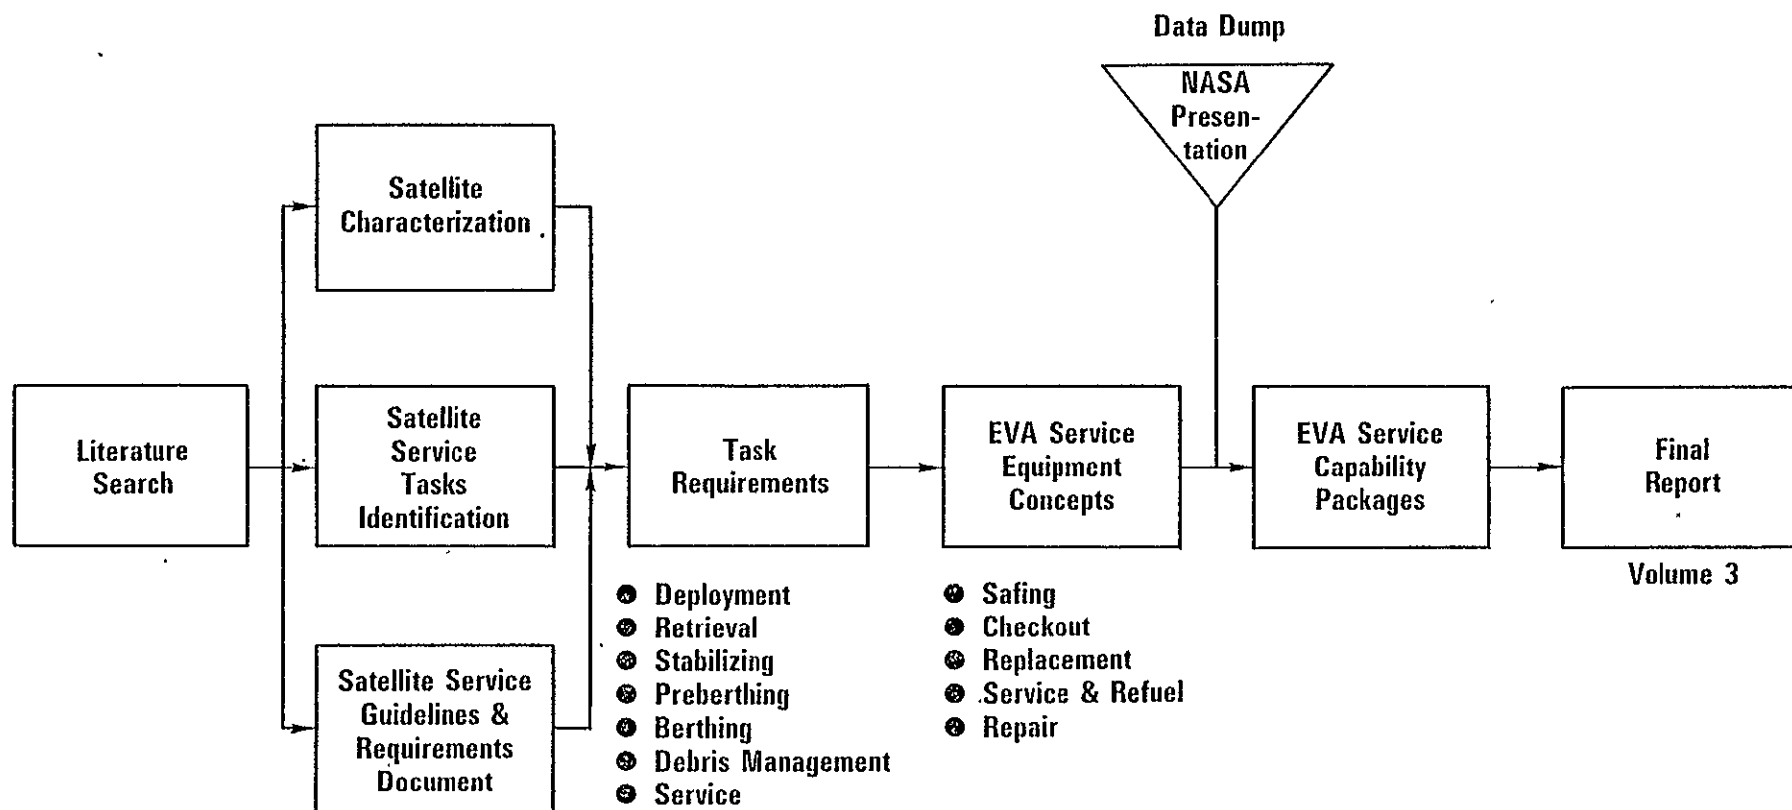 Data Dump
NASA
Presen-
tation
Satellite
Characterization
Literature
Search
Satellite
Service
Tasks
Identification
Task
Requirements
EVA Service
Equipment
Concepts
EVA Service
Capability
Packages
Final
Report
Volume 3
Satellite Service
Guidelines &
Requirements
Document
● Deployment
● Retrieval
● Stabilizing
● Preberthing
● Berthing
● Debris Management
● Service
● Safing
● Checkout
● Replacement
● Service & Refuel
● Repair